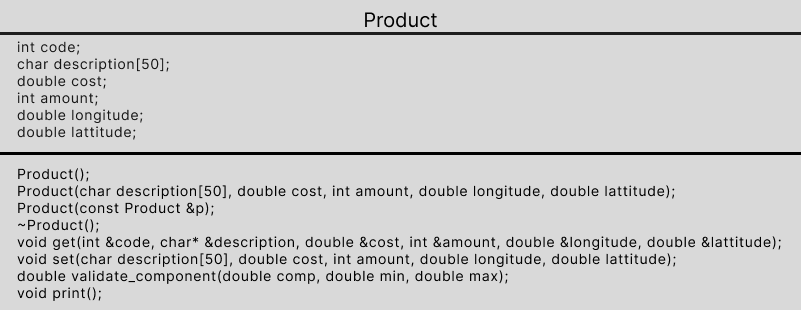 Product
int code;
char description[50];
double cost;
int amount;
double longitude;
double lattitude;
Product();
Product(char description[50], double cost, int amount, double longitude, double lattitude);
Product(const Product &p);
~Product();
void get(int &code, char* &description, double &cost, int &amount, double &longitude, double &lattitude);
void set(char description[50], double cost, int amount, double longitude, double lattitude);
double validate_component(double comp, double min, double max);
void print();